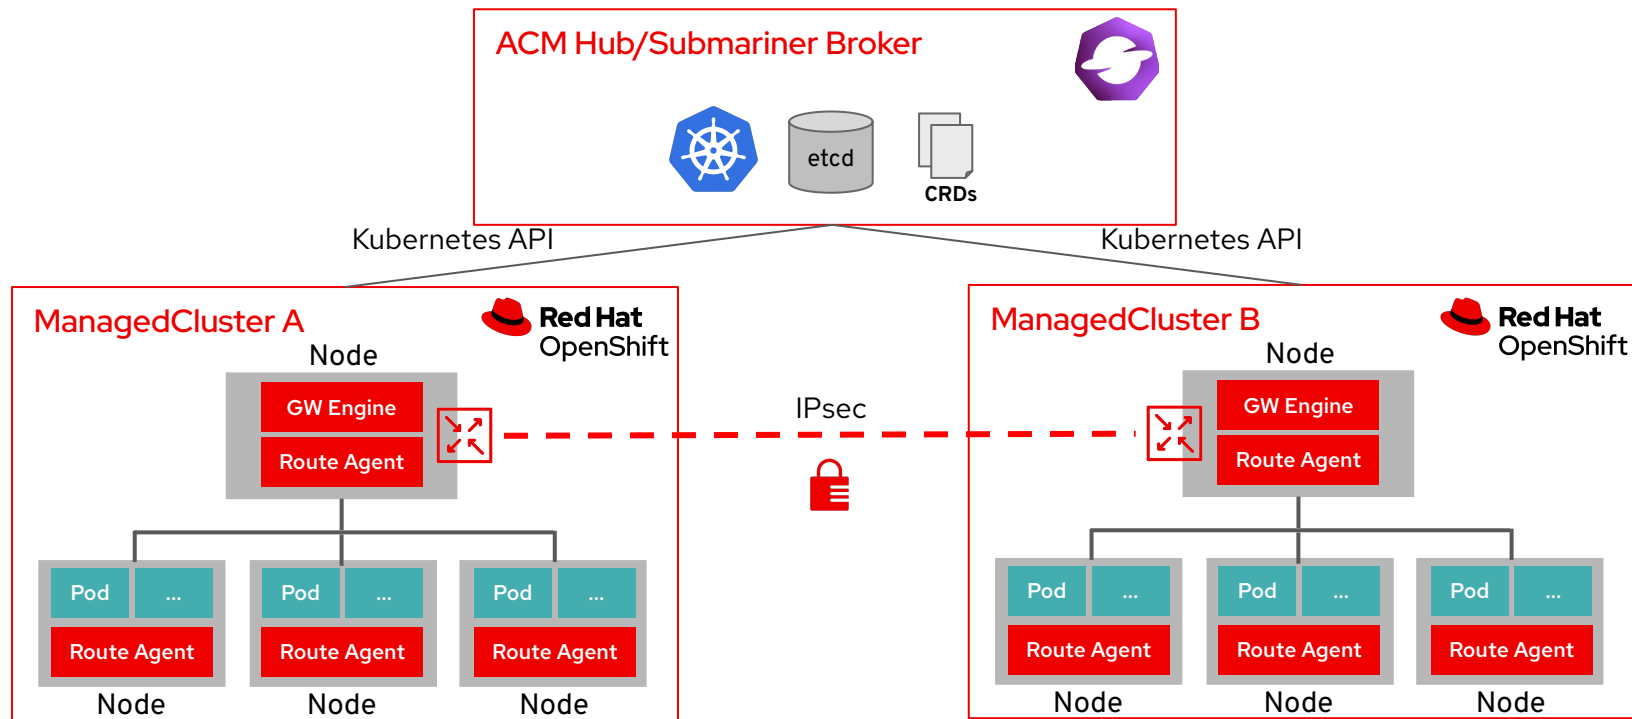 ACM Hub/Submariner Broker
etcd
CRDs
Kubernetes API
Kubernetes API
ManagedCluster A
Red Hat
OpenShift
Node
GW Engine
Route Agent
Pod
...
Pod
...
Pod
...
Route Agent
Route Agent
Route Agent
Node
Node
Node
IPsec
ManagedCluster B
Red Hat
OpenShift
Node
GW Engine
Route Agent
Pod
...
Pod
...
Pod
...
Route Agent
Route Agent
Route Agent
Node
Node
Node